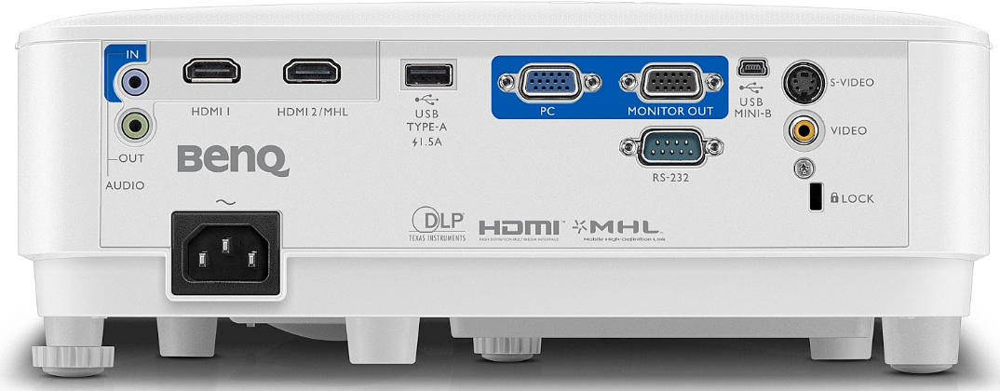 IN
OUT
AUDIO
HDMI 1
HDMI 2/MHL
USB
TYPE-A
1.5A
PC
MONITOR OUT
USB
MINI-B
S-VIDEO
VIDEO
RS-232
LOCK
BenQ
DLP
TEXAS INSTRUMENTS
HDMI
HIGH-DEFINITION MULTIMEDIA INTERFACE
MHL
Mobile High-Definition Link